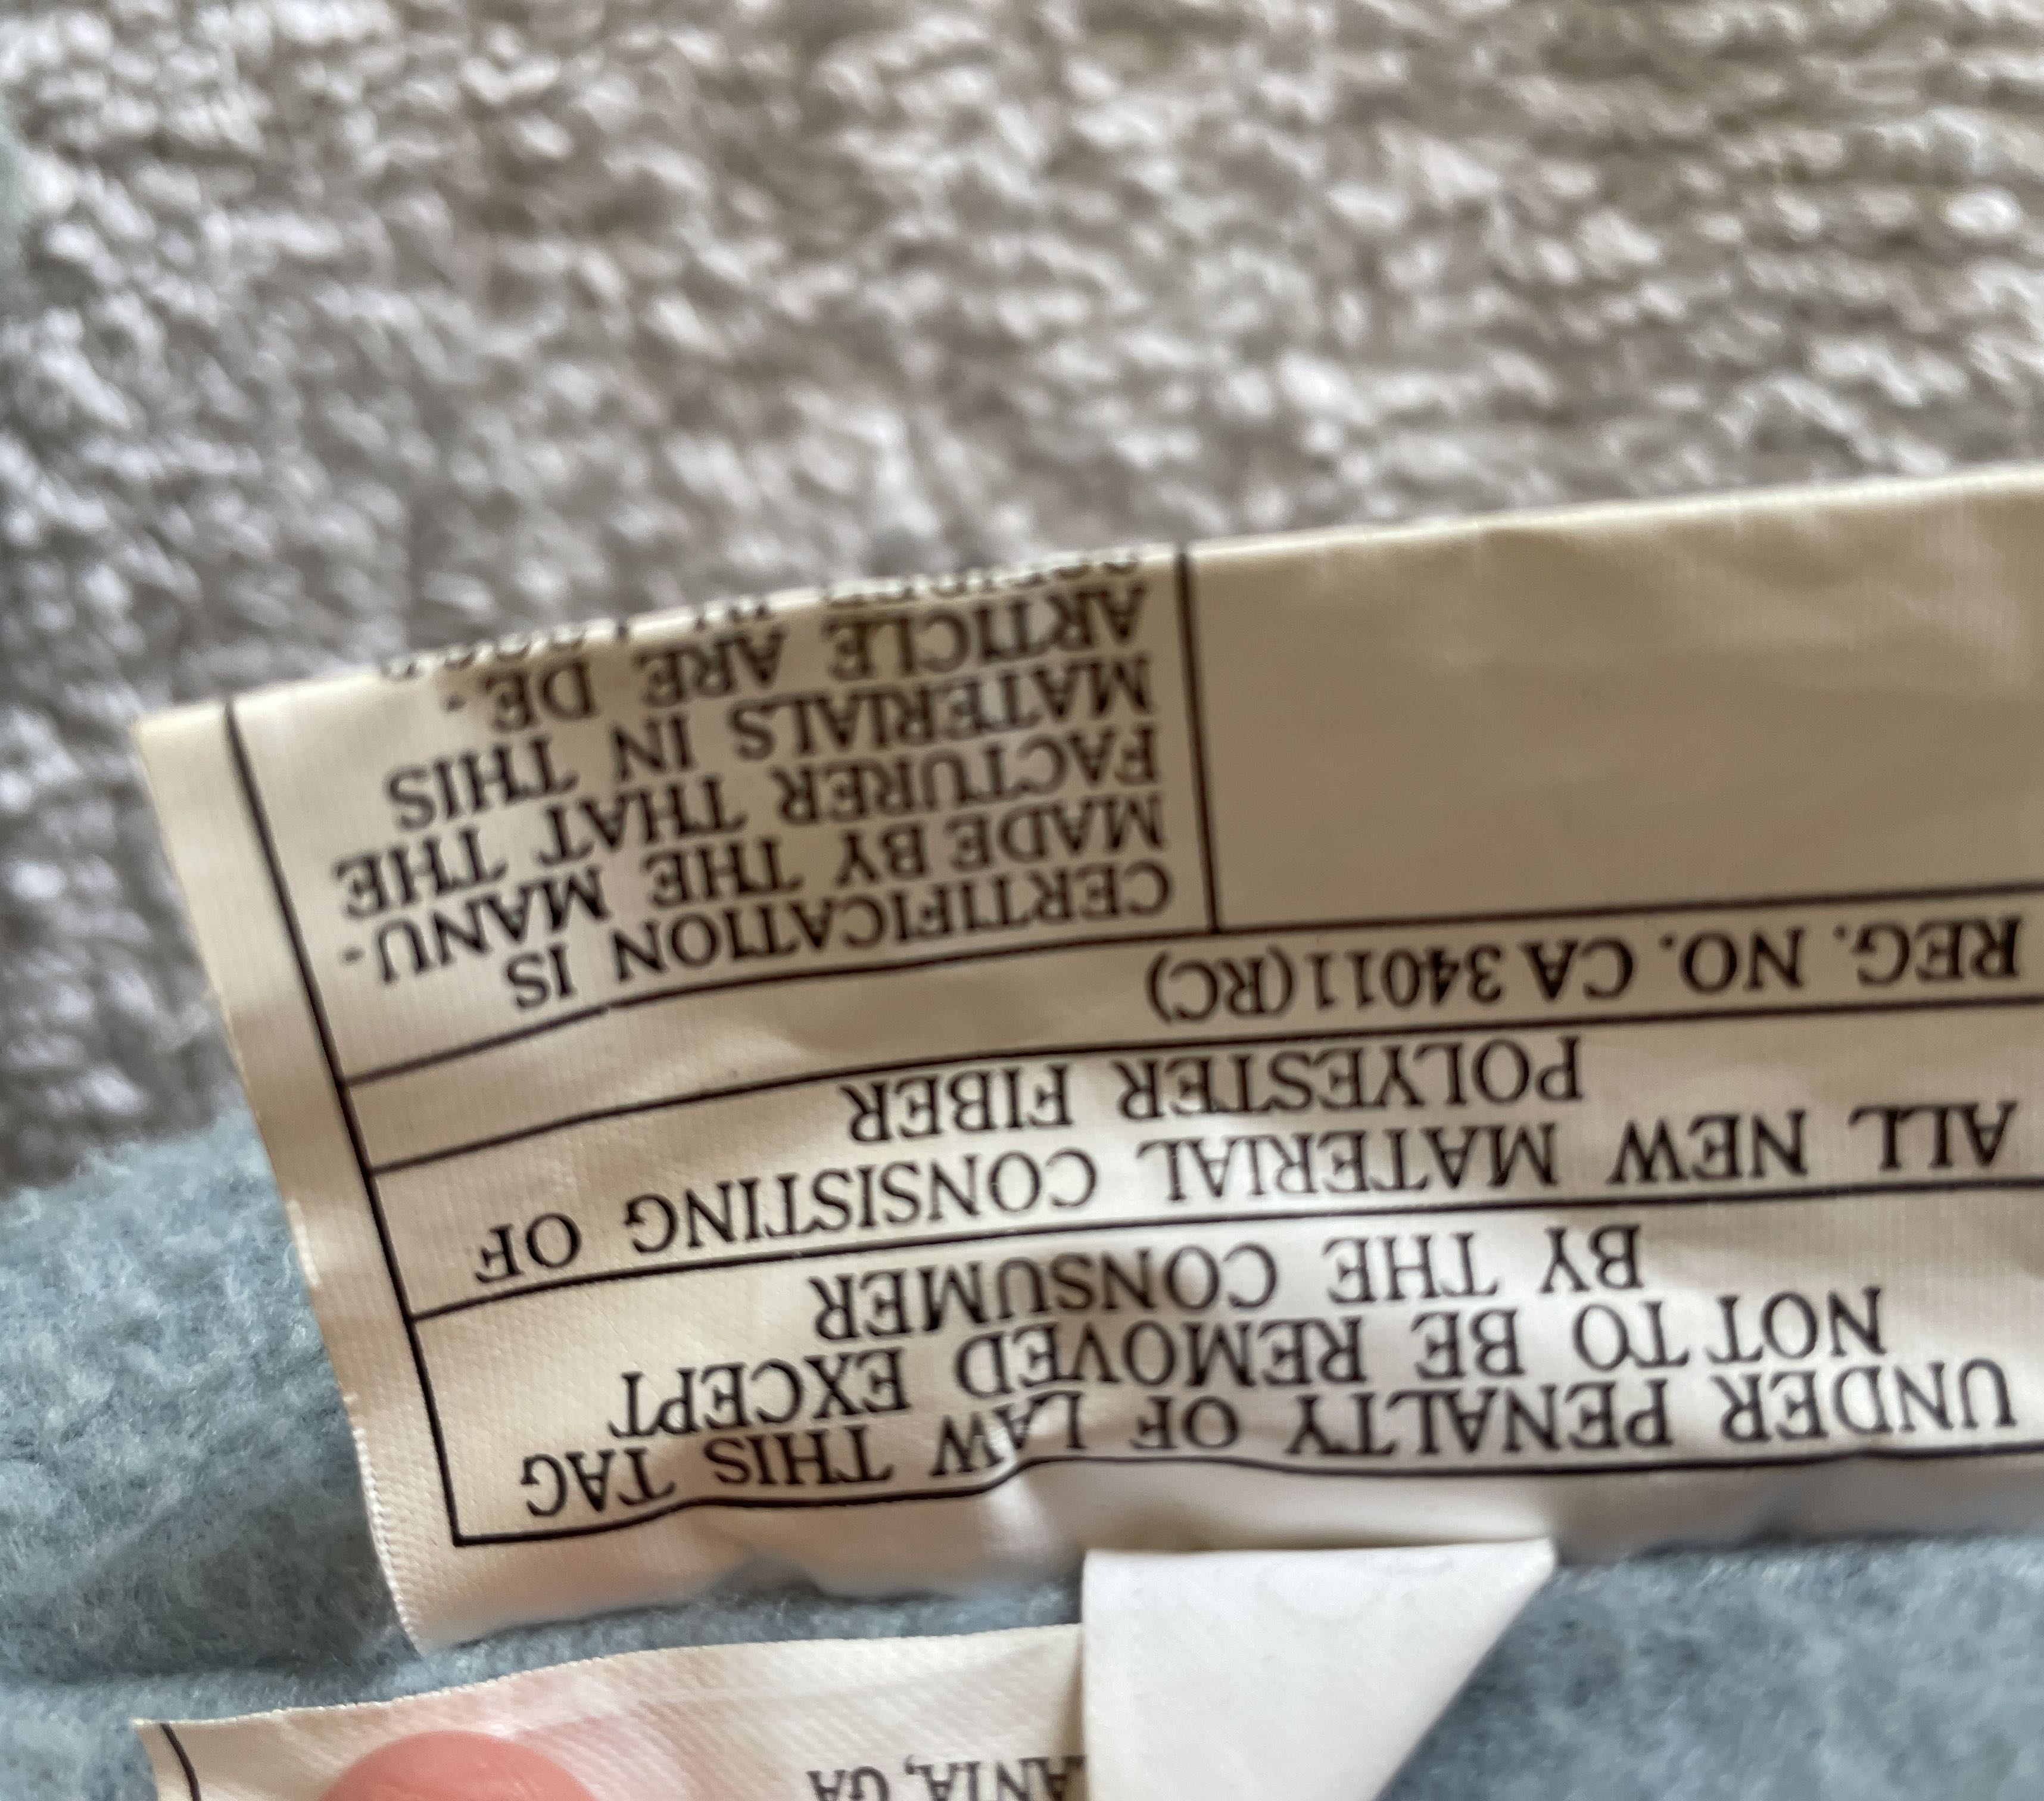 UNDER PENALTY OF LAW THIS TAG
NOT TO BE REMOVED EXCEPT
BY THE CONSUMER
ALL NEW MATERIAL CONSISTING OF
POLYESTER FIBER
REG. NO. CA 34011(RC)
CERTIFICATION IS
MADE BY THE MANU-
FACTURER THAT THE
MATERIALS IN THIS
ARTICLE ARE DE-
GA